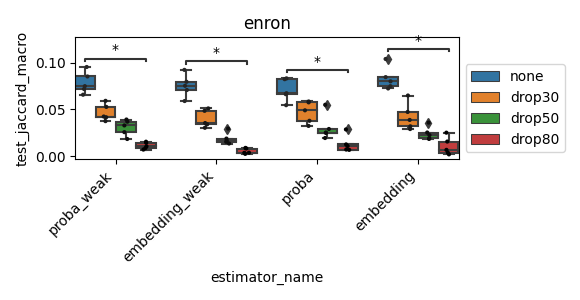 enron
test_jaccard_macro
0.10
0.05
0.00
*
*
*
*
none
drop30
drop50
drop80
proba_weak
embedding_weak
proba
embedding
estimator_name